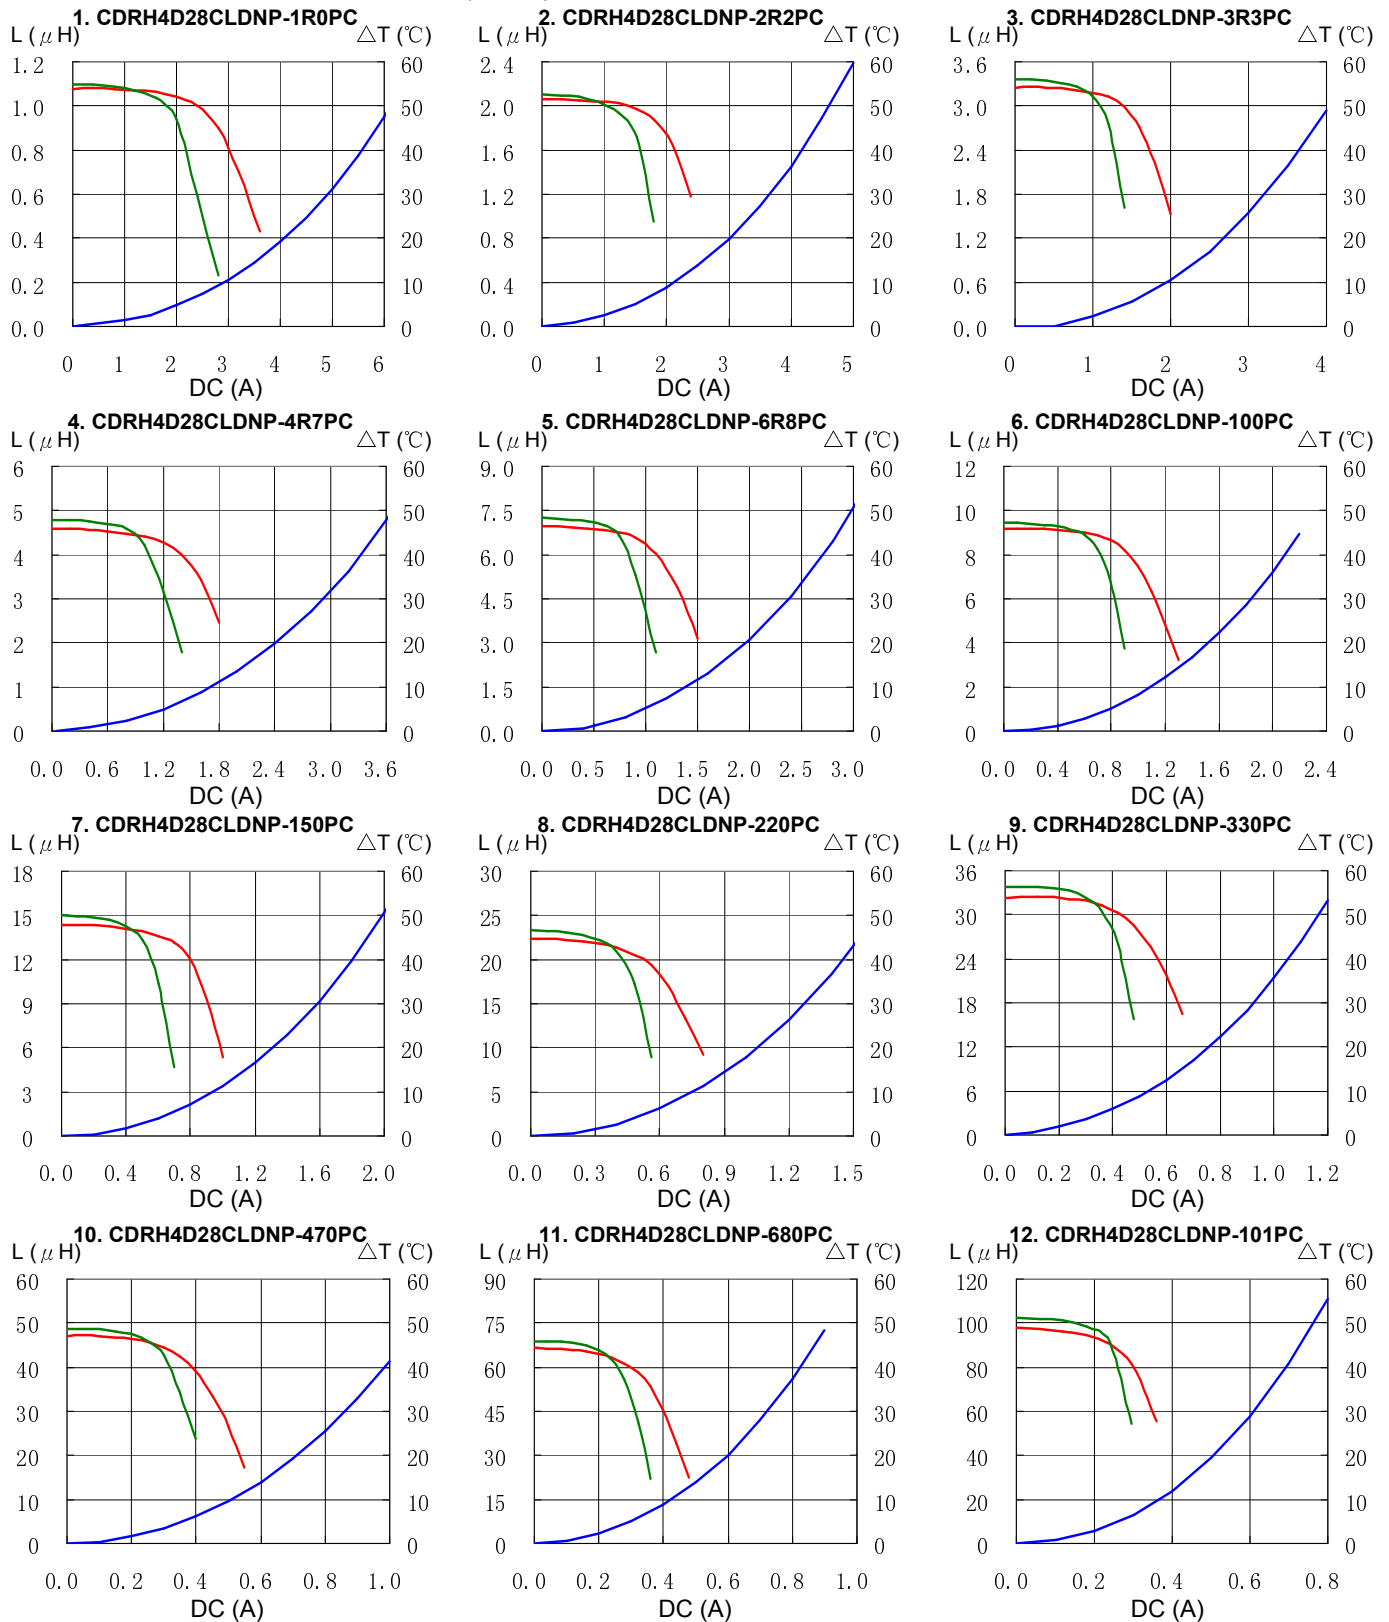 1. CDRH4D28CLDNP-1R0PC
L (μH) △T (℃)
1.2 60
1.0 50
0.8 40
0.6 30
0.4 20
0.2 10
0.0 0
0 1 2 3 4 5 6
DC (A)
2. CDRH4D28CLDNP-2R2PC
L (μH) △T (℃)
2.4 60
2.0 50
1.6 40
1.2 30
0.8 20
0.4 10
0.0 0
0 1 2 3 4 5
DC (A)
3. CDRH4D28CLDNP-3R3PC
L (μH) △T (℃)
3.6 60
3.0 50
2.4 40
1.8 30
1.2 20
0.6 10
0.0 0
0 1 2 3 4
DC (A)
4. CDRH4D28CLDNP-4R7PC
L (μH) △T (℃)
6 60
5 50
4 40
3 30
2 20
1 10
0 0
0.0 0.6 1.2 1.8 2.4 3.0 3.6
DC (A)
5. CDRH4D28CLDNP-6R8PC
L (μH) △T (℃)
9.0 60
7.5 50
6.0 40
4.5 30
3.0 20
1.5 10
0.0 0
0.0 0.5 1.0 1.5 2.0 2.5 3.0
DC (A)
6. CDRH4D28CLDNP-100PC
L (μH) △T (℃)
12 60
10 50
8 40
6 30
4 20
2 10
0 0
0.0 0.4 0.8 1.2 1.6 2.0 2.4
DC (A)
7. CDRH4D28CLDNP-150PC
L (μH) △T (℃)
18 60
15 50
12 40
9 30
6 20
3 10
0 0
0.0 0.4 0.8 1.2 1.6 2.0
DC (A)
8. CDRH4D28CLDNP-220PC
L (μH) △T (℃)
30 60
25 50
20 40
15 30
10 20
5 10
0 0
0.0 0.3 0.6 0.9 1.2 1.5
DC (A)
9. CDRH4D28CLDNP-330PC
L (μH) △T (℃)
36 60
30 50
24 40
18 30
12 20
6 10
0 0
0.0 0.2 0.4 0.6 0.8 1.0 1.2
DC (A)
10. CDRH4D28CLDNP-470PC
L (μH) △T (℃)
60 60
50 50
40 40
30 30
20 20
10 10
0 0
0.0 0.2 0.4 0.6 0.8 1.0
DC (A)
11. CDRH4D28CLDNP-680PC
L (μH) △T (℃)
90 60
75 50
60 40
45 30
30 20
15 10
0 0
0.0 0.2 0.4 0.6 0.8 1.0
DC (A)
12. CDRH4D28CLDNP-101PC
L (μH) △T (℃)
120 60
100 50
80 40
60 30
40 20
20 10
0 0
0.0 0.2 0.4 0.6 0.8
DC (A)